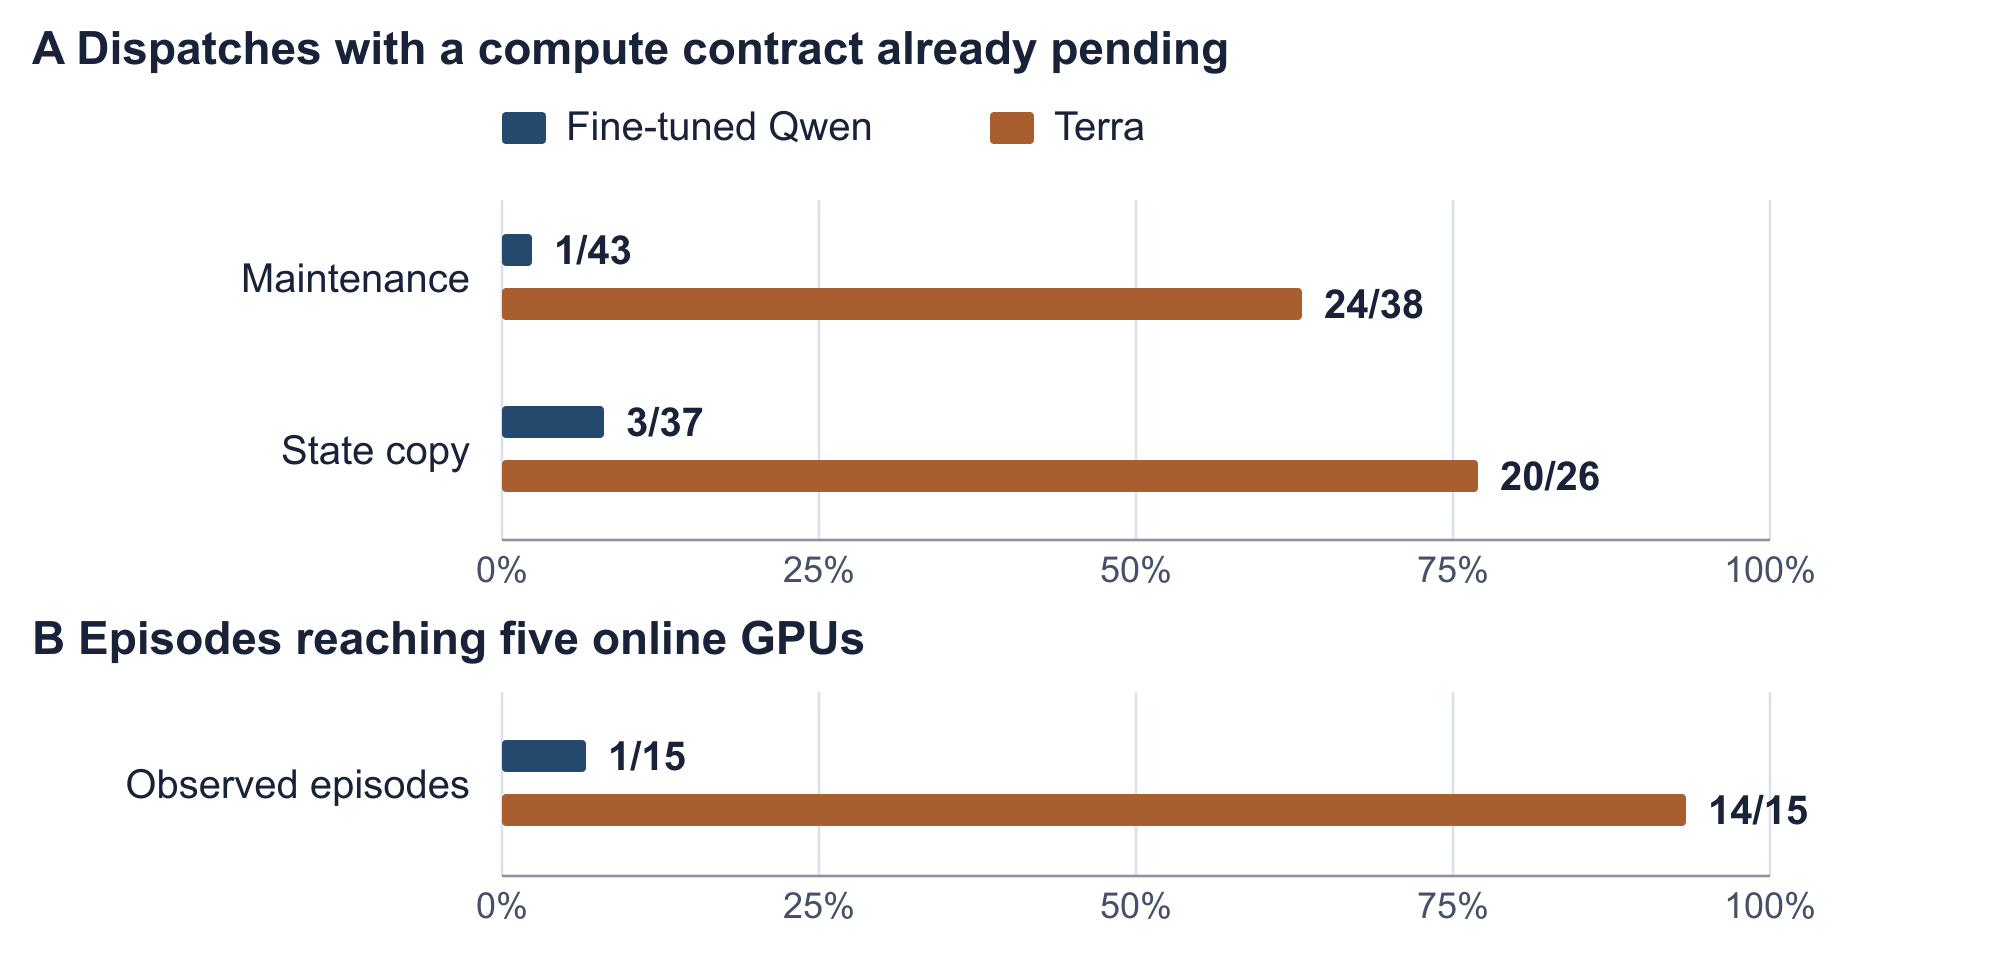 A Dispatches with a compute contract already pending
Fine-tuned Qwen Terra
Maintenance
1/43
24/38
State copy
3/37
20/26
0% 25% 50% 75% 100%
B Episodes reaching five online GPUs
Observed episodes
1/15
14/15
0% 25% 50% 75% 100%